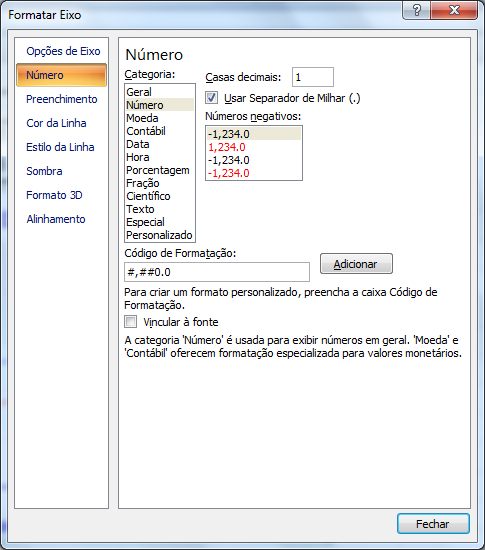 Formatar Eixo
Opções de Eixo
Número
Preenchimento
Cor da Linha
Estilo da Linha
Sombra
Formato 3D
Alinhamento
Número
Categoria:
Geral
Número
Moeda
Contábil
Data
Hora
Porcentagem
Fração
Científico
Texto
Especial
Personalizado
Casas decimais: 1
Usar Separador de Milhar (.)
Números negativos:
-1,234.0
1,234.0
-1,234.0
-1,234.0
Código de Formatação:
#,##0.0
Adicionar
Para criar um formato personalizado, preencha a caixa Código de
Formatação.
Vincular à fonte
A categoria 'Número' é usada para exibir números em geral. 'Moeda' e
'Contábil' oferecem formatação especializada para valores monetários.
Fechar